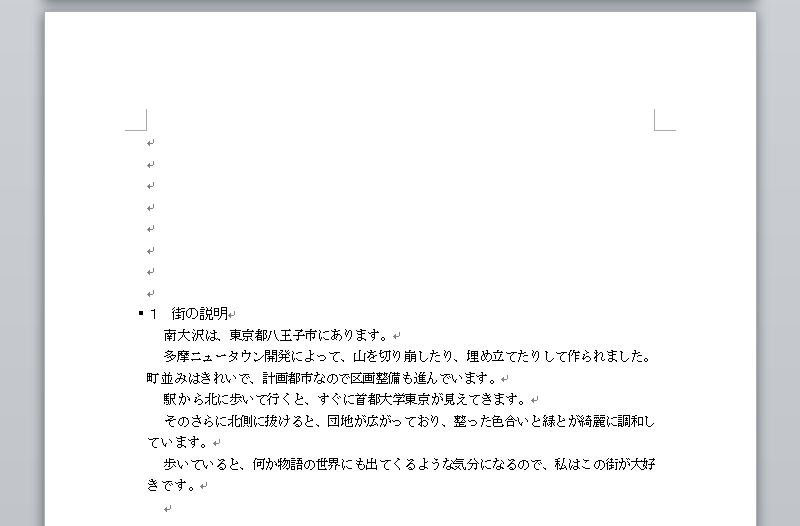 1　街の説明
南大沢は、東京都八王子市にあります。
多摩ニュータウン開発によって、山を切り崩したり、埋め立てたりして作られました。
町並みはきれいで、計画都市なので区画整備も進んでいます。
駅から北に歩いて行くと、すぐに首都大学東京が見えてきます。
そのさらに北側に抜けると、団地が広がっており、整った色合いと緑とが綺麗に調和し
ています。
歩いていると、何か物語の世界にも出てくるような気分になるので、私はこの街が大好
きです。